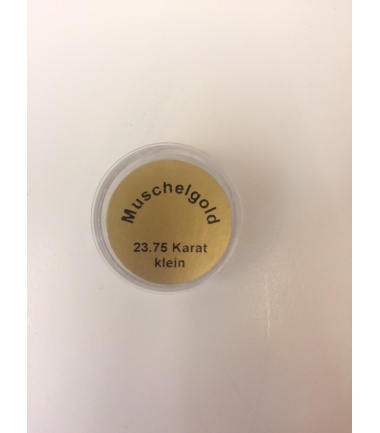 Muschelgold
23.75 Karat
klein